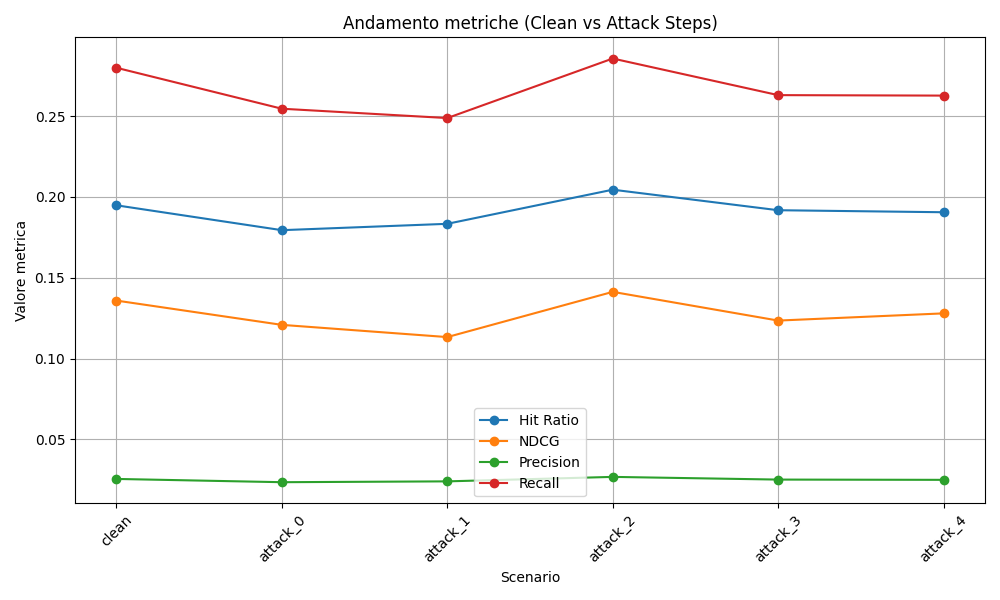 Andamento metriche (Clean vs Attack Steps)
Valore metrica
0.25
0.20
0.15
0.10
0.05
Hit Ratio
NDCG
Precision
Recall
clean
attack_0
attack_1
attack_2
attack_3
attack_4
Scenario